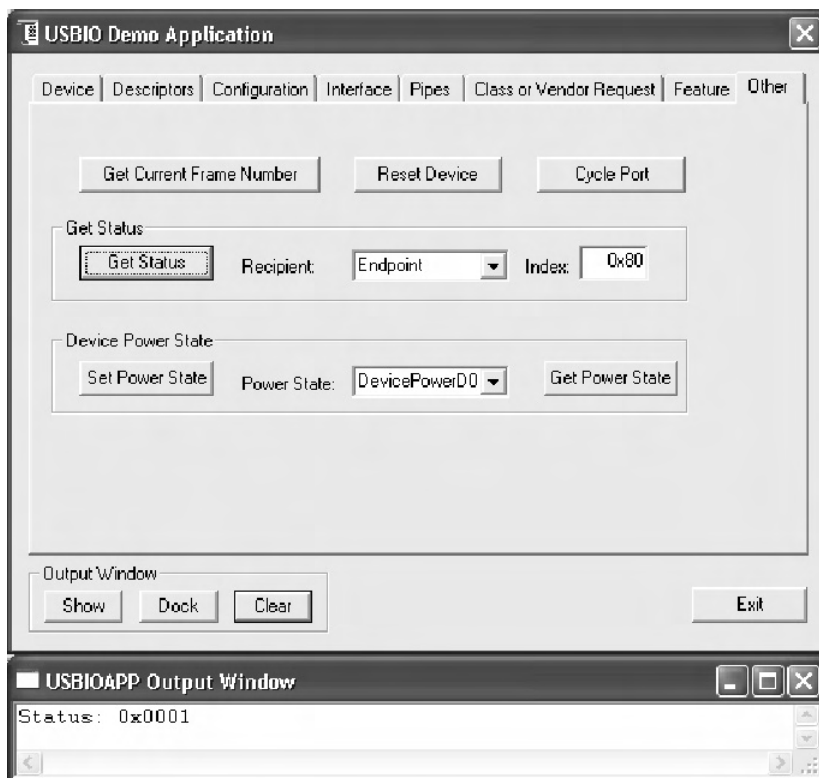 USBIO Demo Application
Device Descriptors Configuration Interface Pipes Class or Vendor Request Feature Other
Get Current Frame Number Reset Device Cycle Port
Get Status
Get Status Recipient: Endpoint Index: 0x80
Device Power State
Set Power State Power State: DevicePowerD0 Get Power State
Output Window
Show Dock Clear Exit
USBIOAPP Output Window
Status: 0x0001